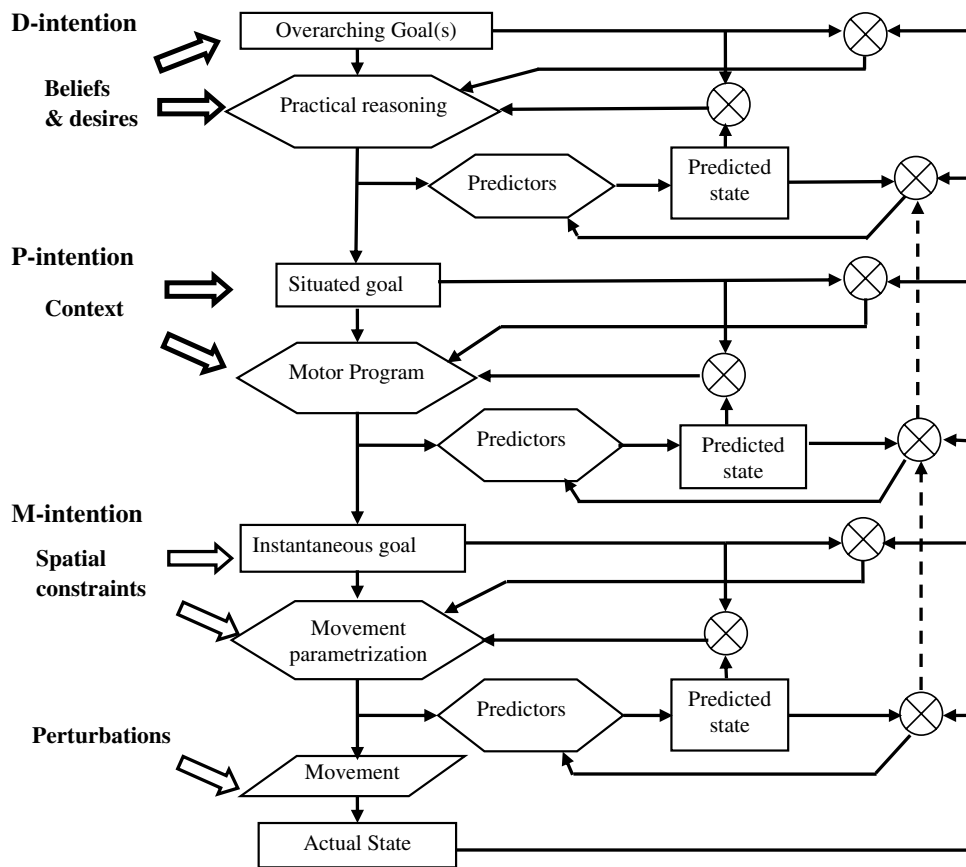 D-intention
Overarching Goal(s)
Beliefs
& desires
Practical reasoning
Predictors
Predicted
state
P-intention
Situated goal
Context
Motor Program
Predictors
Predicted
state
M-intention
Instantaneous goal
Spatial
constraints
Movement
parametrization
Predictors
Predicted
state
Perturbations
Movement
Actual State